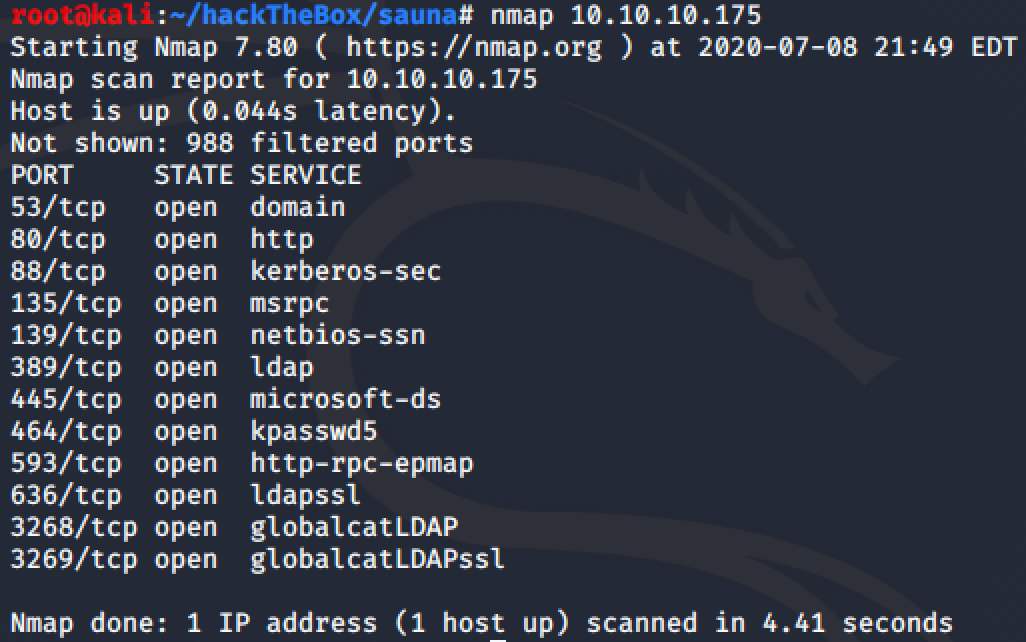 root@kali:~/hackTheBox/sauna# nmap 10.10.10.175
Starting Nmap 7.80 ( https://nmap.org ) at 2020-07-08 21:49 EDT
Nmap scan report for 10.10.10.175
Host is up (0.044s latency).
Not shown: 988 filtered ports
PORT     STATE SERVICE
53/tcp   open  domain
80/tcp   open  http
88/tcp   open  kerberos-sec
135/tcp  open  msrpc
139/tcp  open  netbios-ssn
389/tcp  open  ldap
445/tcp  open  microsoft-ds
464/tcp  open  kpasswd5
593/tcp  open  http-rpc-epmap
636/tcp  open  ldapssl
3268/tcp open  globalcatLDAP
3269/tcp open  globalcatLDAPssl
Nmap done: 1 IP address (1 host up) scanned in 4.41 seconds